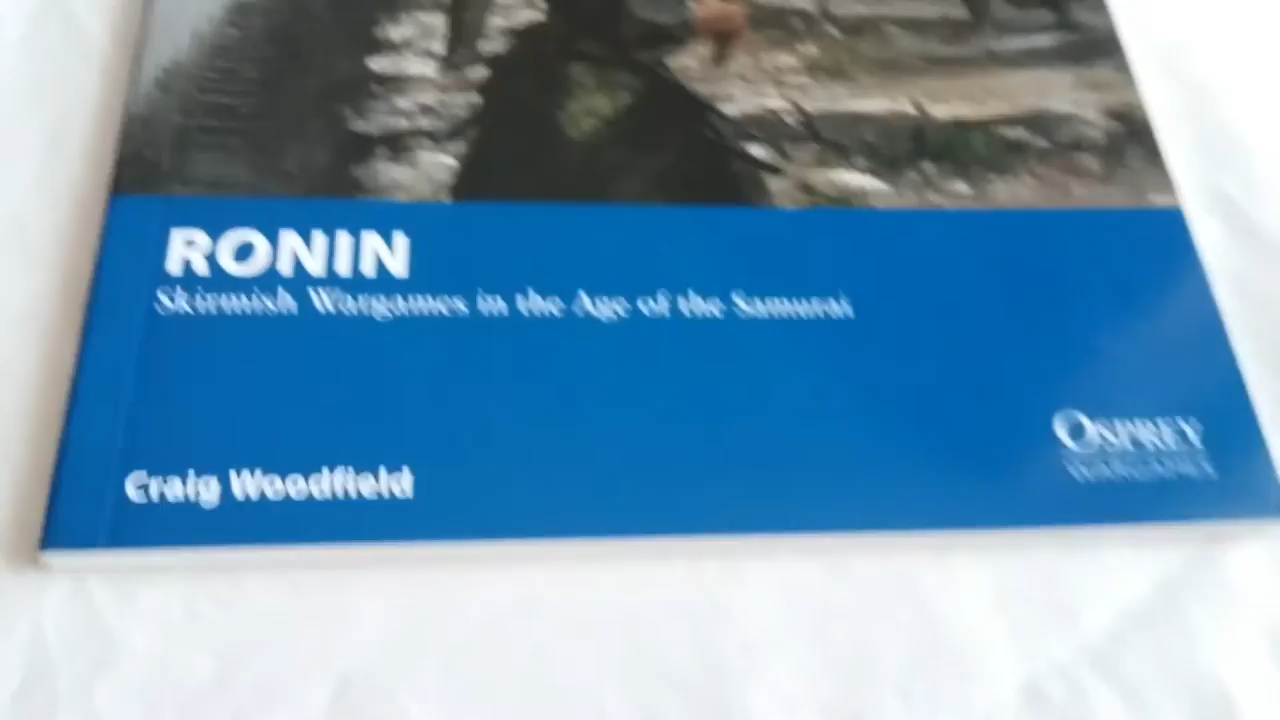 RONIN
Skirmish Wargames in the Age of the Samurai
Craig Woodfield
OSPREY
WARGAMES